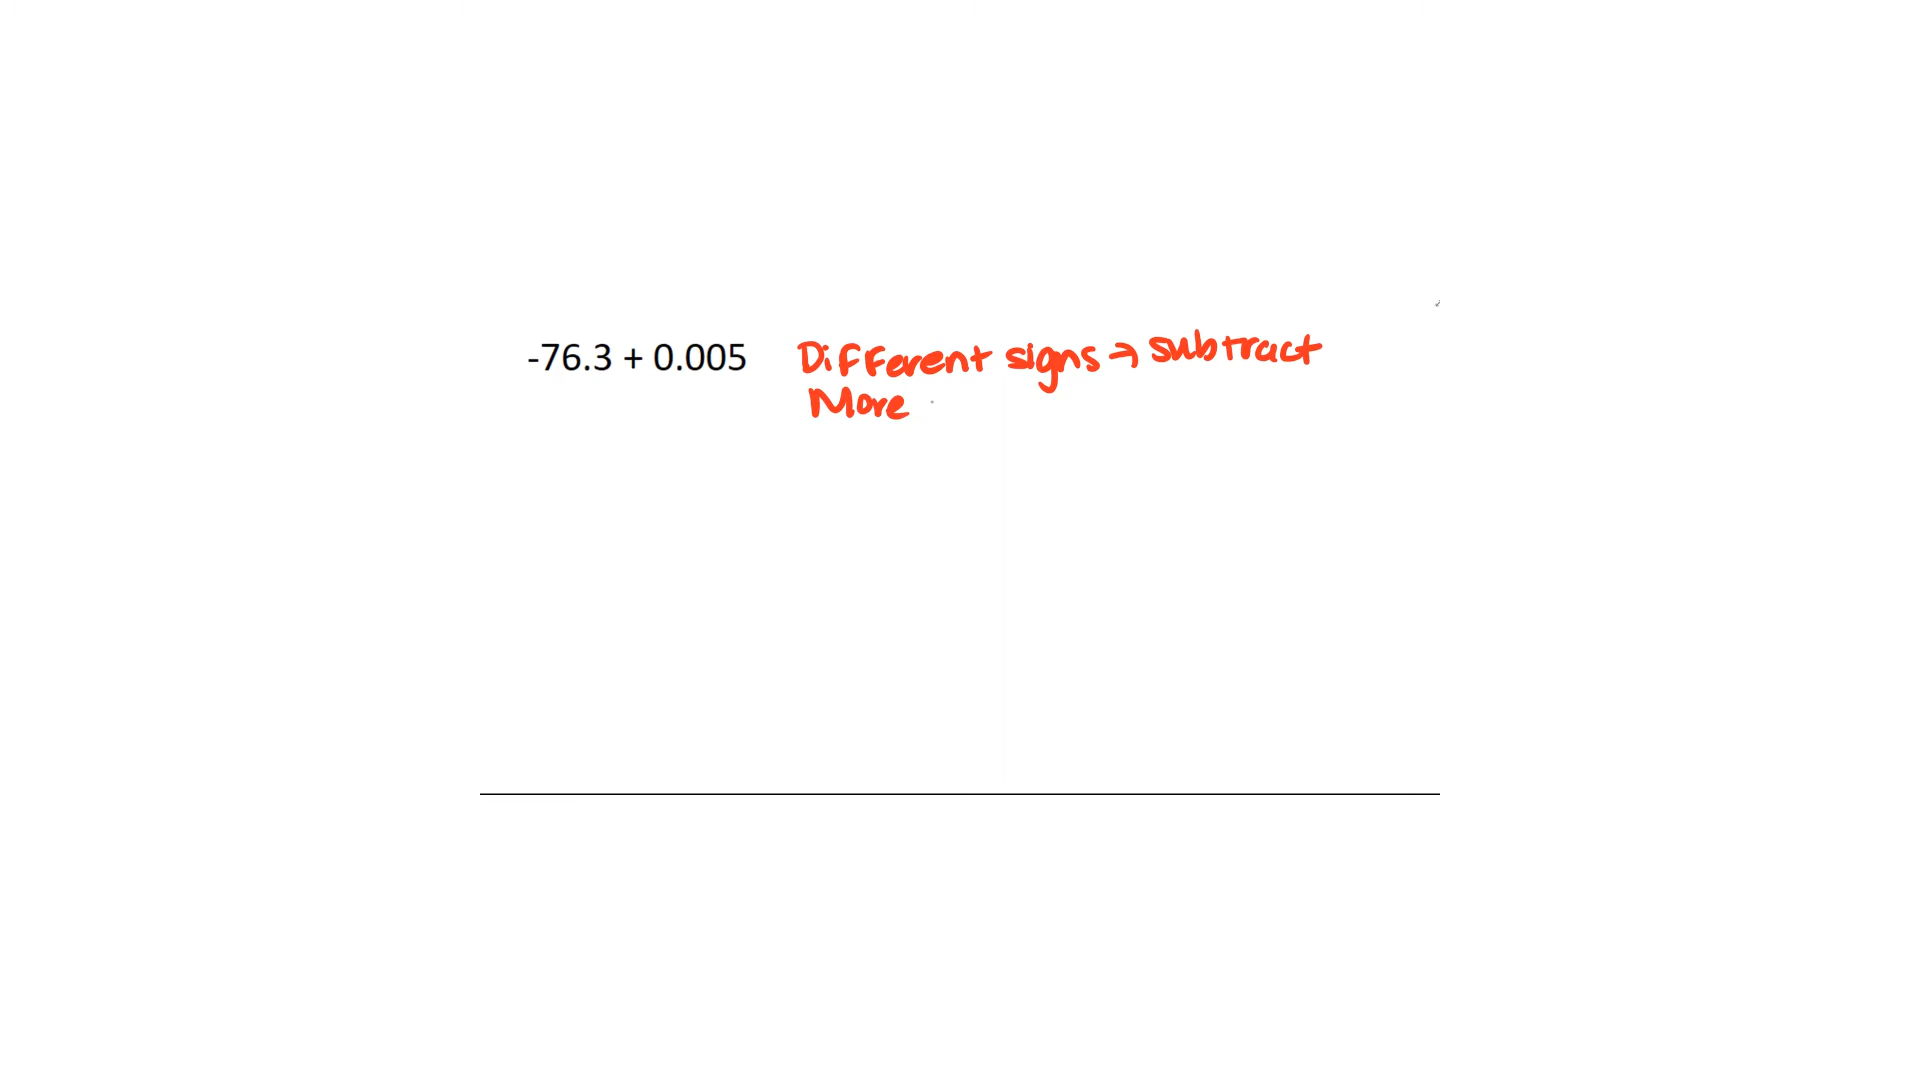 -76.3 + 0.005 Different signs → subtract
More